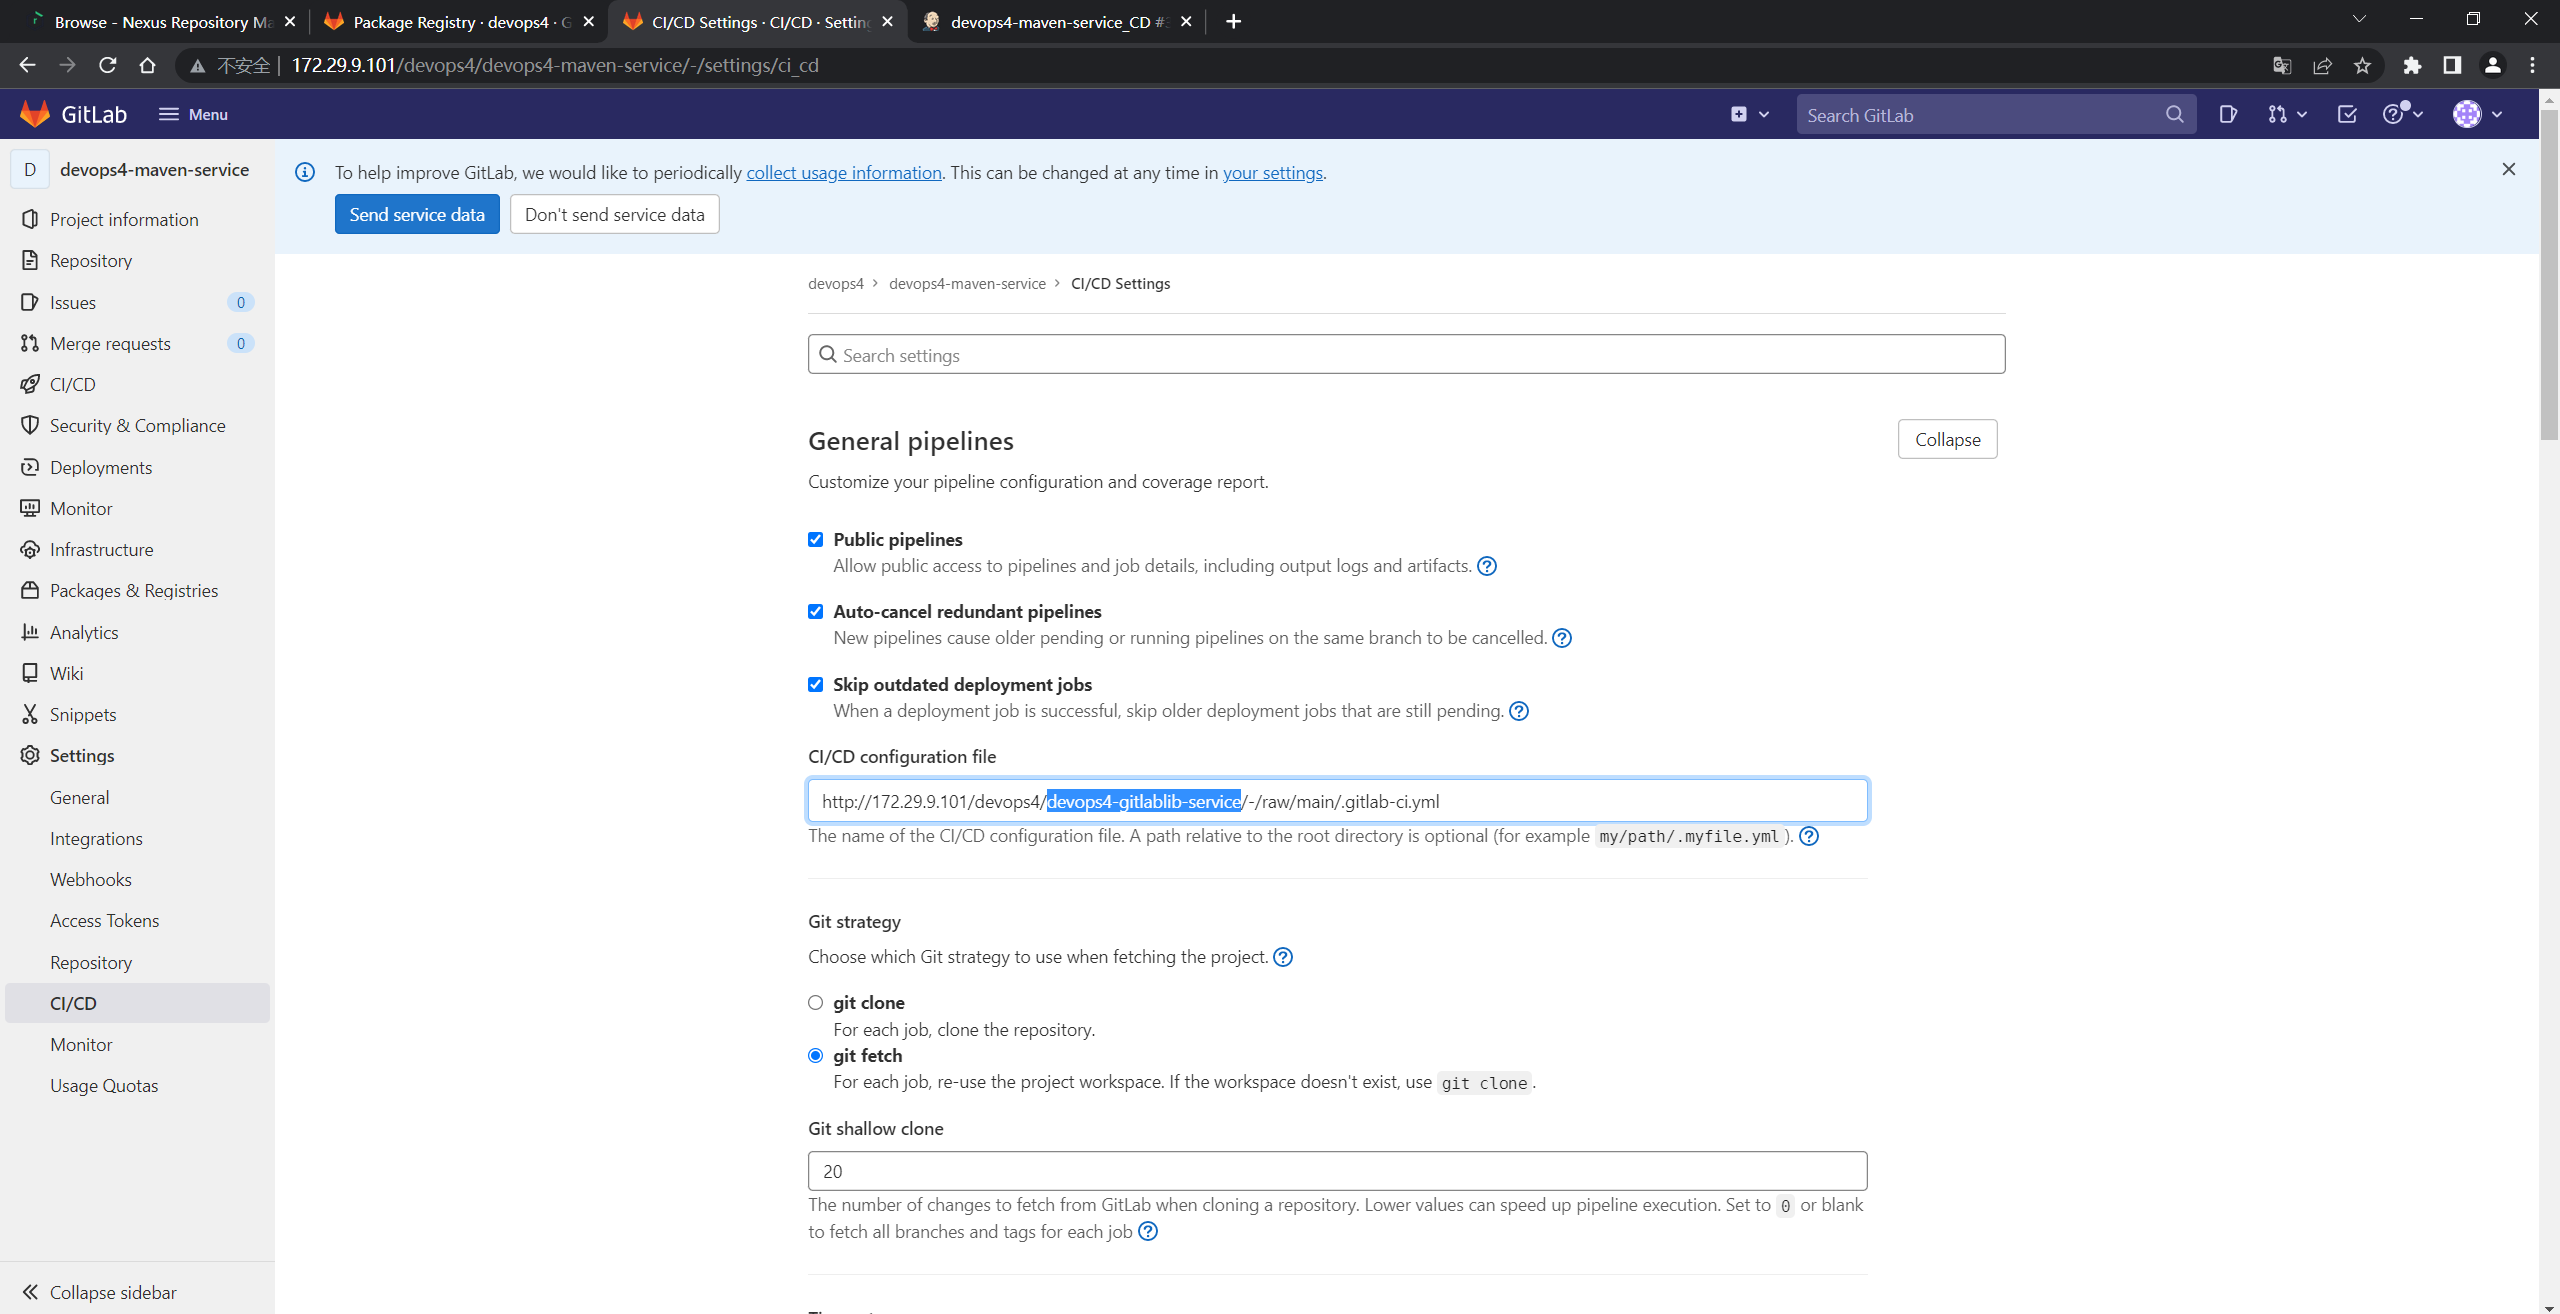 Browse - Nexus Repository Ma
Package Registry · devops4 · G
CI/CD Settings · CI/CD · Setting
devops4-maven-service_CD #3
不安全 | 172.29.9.101/devops4/devops4-maven-service/-/settings/ci_cd
GitLab
Menu
Search GitLab
D devops4-maven-service
Project information
Repository
Issues 0
Merge requests 0
CI/CD
Security & Compliance
Deployments
Monitor
Infrastructure
Packages & Registries
Analytics
Wiki
Snippets
Settings
General
Integrations
Webhooks
Access Tokens
Repository
CI/CD
Monitor
Usage Quotas
Collapse sidebar
To help improve GitLab, we would like to periodically collect usage information. This can be changed at any time in your settings.
Send service data
Don't send service data
devops4 > devops4-maven-service > CI/CD Settings
Search settings
General pipelines
Collapse
Customize your pipeline configuration and coverage report.
Public pipelines
Allow public access to pipelines and job details, including output logs and artifacts.
Auto-cancel redundant pipelines
New pipelines cause older pending or running pipelines on the same branch to be cancelled.
Skip outdated deployment jobs
When a deployment job is successful, skip older deployment jobs that are still pending.
CI/CD configuration file
http://172.29.9.101/devops4/devops4-gitlablib-service/-/raw/main/.gitlab-ci.yml
The name of the CI/CD configuration file. A path relative to the root directory is optional (for example my/path/.myfile.yml ).
Git strategy
Choose which Git strategy to use when fetching the project.
git clone
For each job, clone the repository.
git fetch
For each job, re-use the project workspace. If the workspace doesn't exist, use git clone.
Git shallow clone
20
The number of changes to fetch from GitLab when cloning a repository. Lower values can speed up pipeline execution. Set to 0 or blank
to fetch all branches and tags for each job